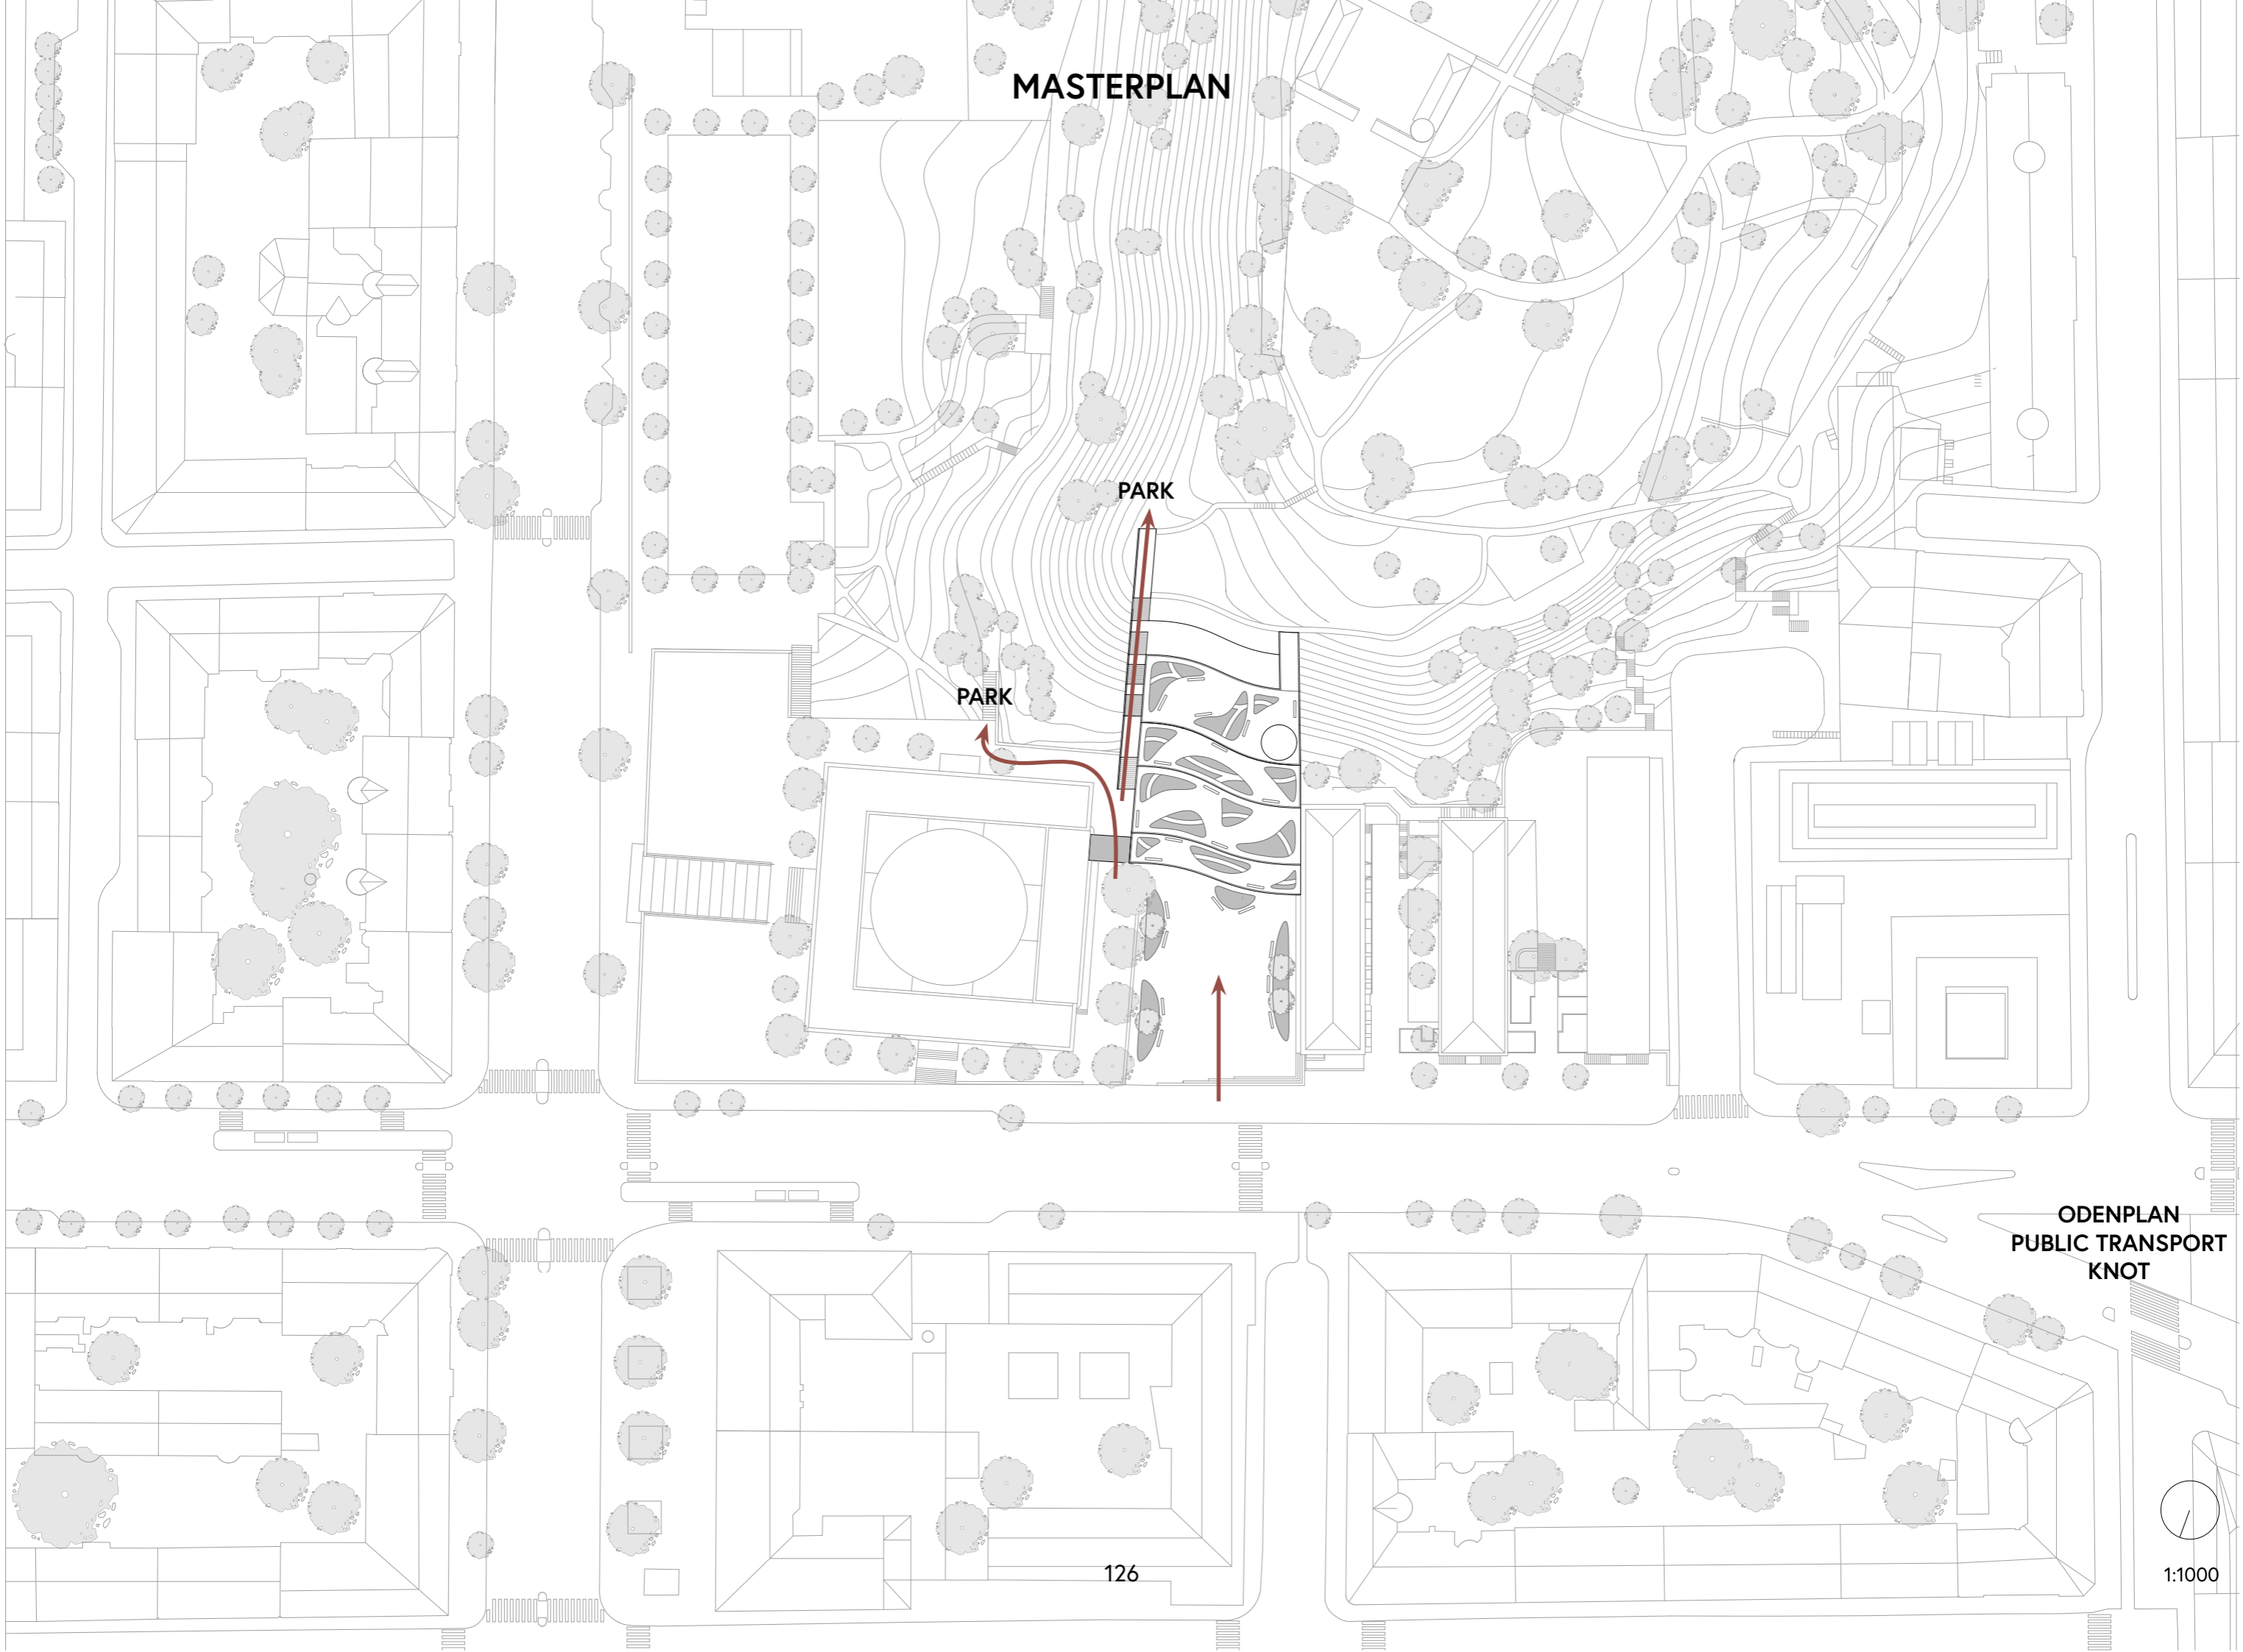 MASTERPLAN
PARK
PARK
ODENPLAN
PUBLIC TRANSPORT
KNOT
126
1:1000